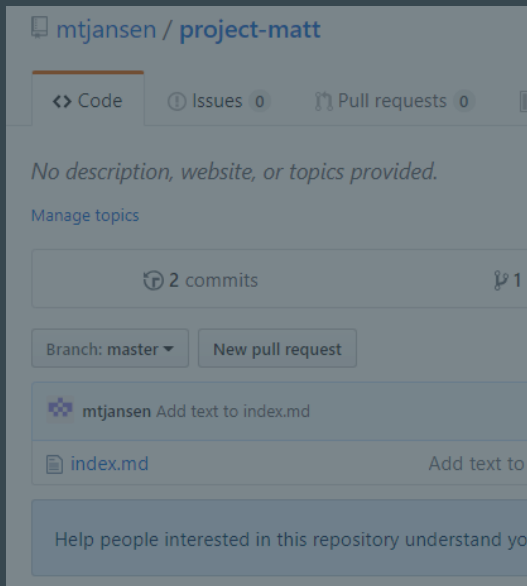 mtjansen / project-matt
Code Issues 0 Pull requests 0
No description, website, or topics provided.
Manage topics
2 commits 1
Branch: master New pull request
mtjansen Add text to index.md
index.md Add text to
Help people interested in this repository understand yo